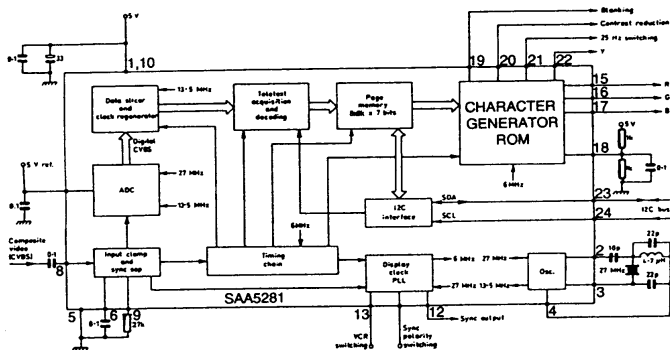 Blanking
Contrast reduction
25 Hz switching
Y
5 V
0·1
33
1,10
19
20
21
22
15
R
16
G
17
B
13·5 MHz
Data slicer
and
clock regenerator
Teletext
acquisition
and
decoding
Page
memory
x 7 bits
CHARACTER
GENERATOR
ROM
Digital
CVBS
5 V
18
1k
1k
0·1
5 V ref.
ADC
27 MHz
13·5 MHz
0·1
6 MHz
I2C
interface
SDA
SCL
23
24
I2C bus
Composite
video
(CVBS)
0·1
8
Input clamp
and
sync sep
6MHz
Timing
chain
Display
clock
PLL
6 MHz
27 MHz
27 MHz
13·5 MHz
Osc.
2
10p
22p
4·7 µH
27 MHz
22p
3
SAA5281
5
6
9
0·1
27k
13
12
4
Sync output
VCR
switching
Sync
polarity
switching